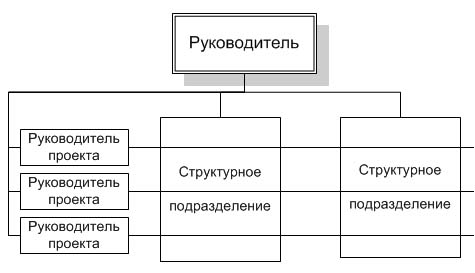 Руководитель
Руководитель
проекта
Руководитель
проекта
Руководитель
проекта
Структурное
подразделение
Структурное
подразделение